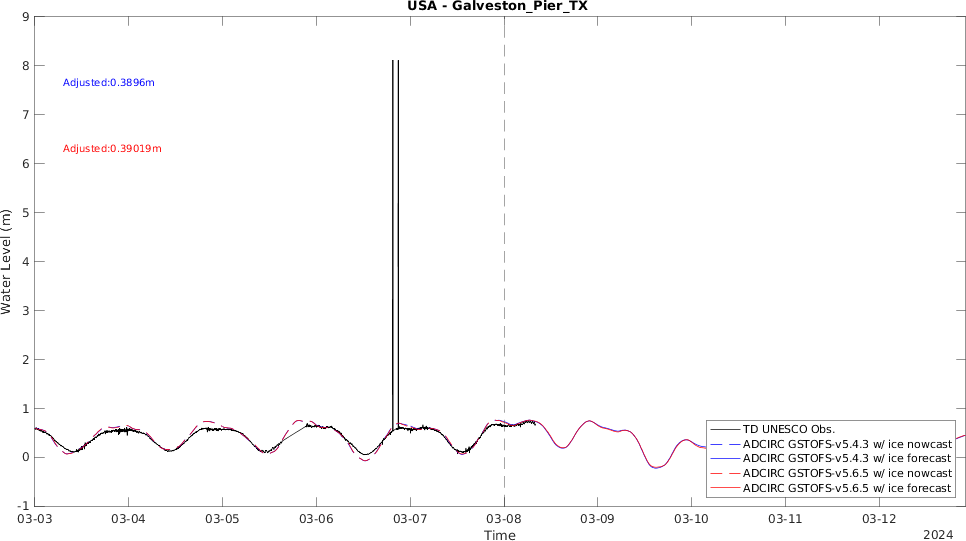 USA - Galveston_Pier_TX
9
8
7
6
5
4
3
2
1
0
-1
Water Level (m)
Adjusted:0.3896m
Adjusted:0.39019m
TD UNESCO Obs.
ADCIRC GSTOFS-v5.4.3 w/ ice nowcast
ADCIRC GSTOFS-v5.4.3 w/ ice forecast
ADCIRC GSTOFS-v5.6.5 w/ ice nowcast
ADCIRC GSTOFS-v5.6.5 w/ ice forecast
03-03 03-04 03-05 03-06 03-07 03-08 03-09 03-10 03-11 03-12
Time
2024